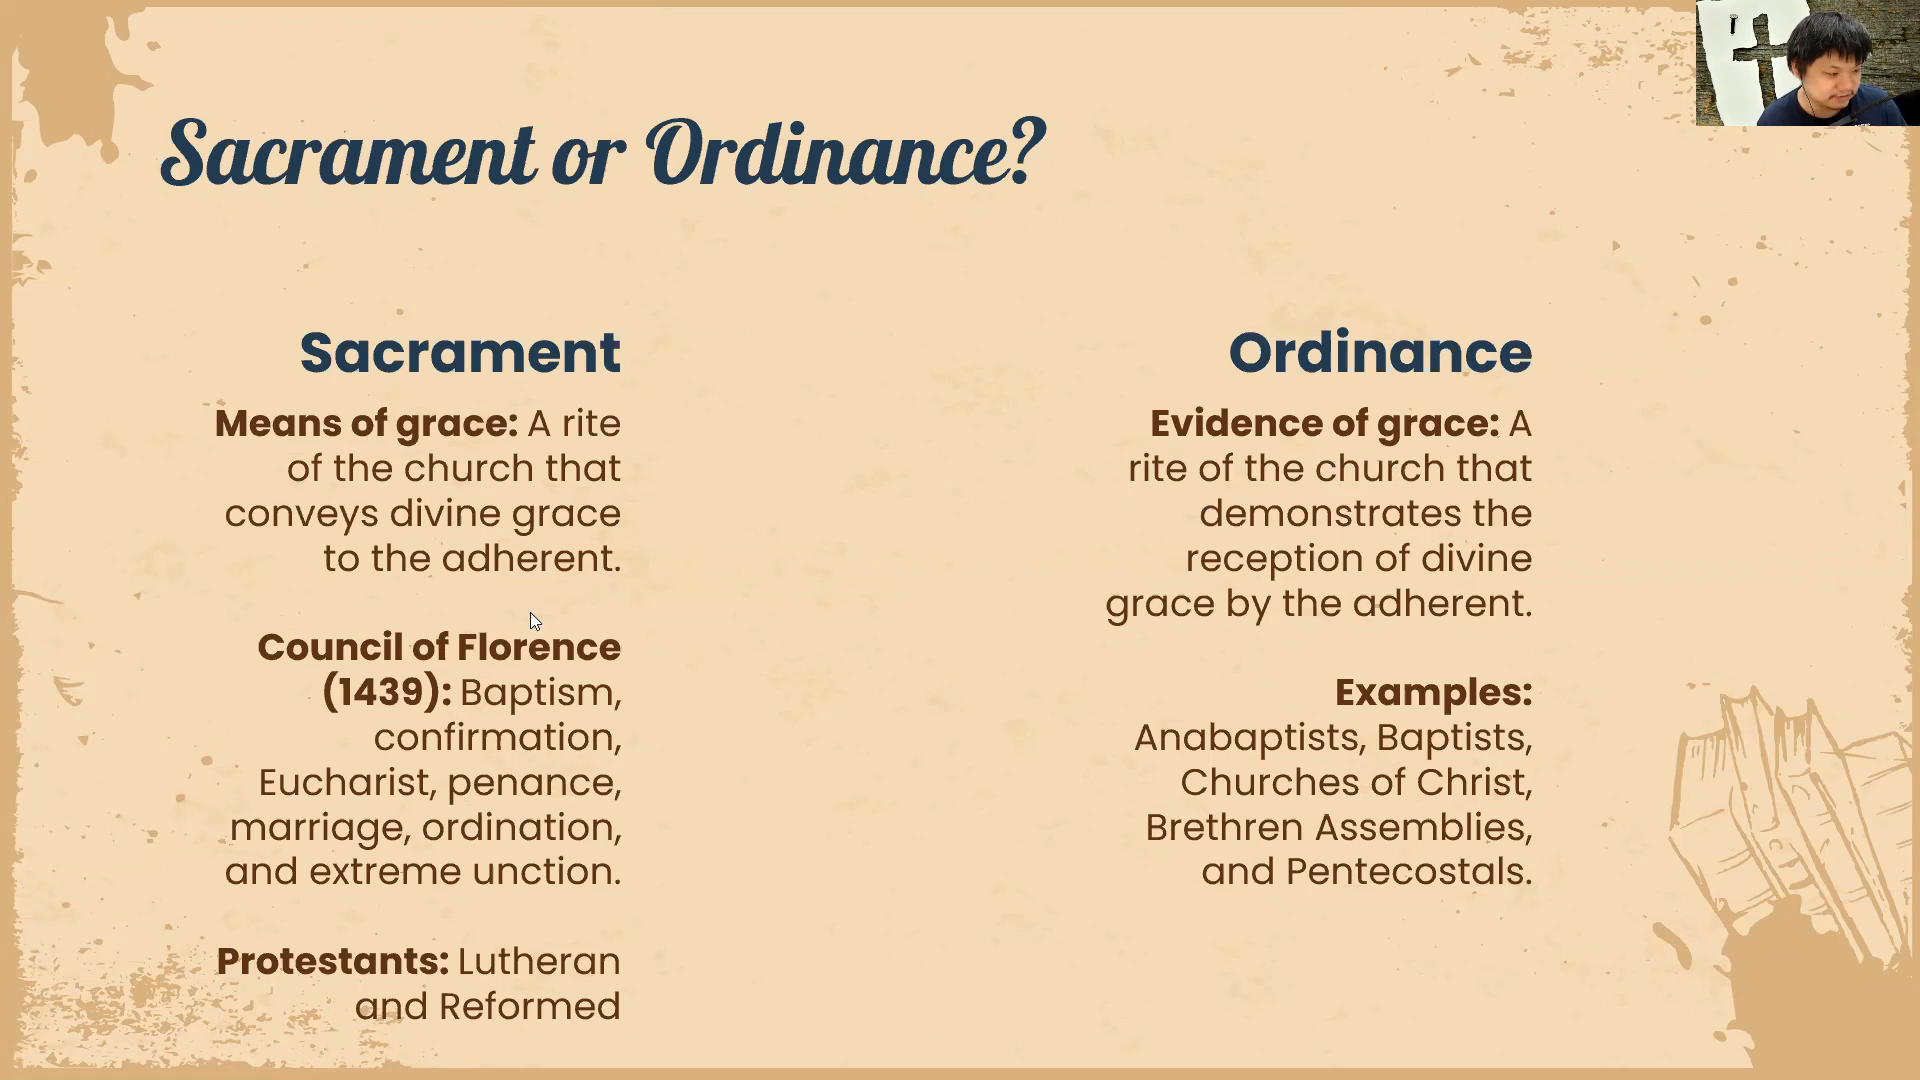 Sacrament or Ordinance?
Sacrament
Means of grace: A rite
of the church that
conveys divine grace
to the adherent.
Council of Florence
(1439): Baptism,
confirmation,
Eucharist, penance,
marriage, ordination,
and extreme unction.
Protestants: Lutheran
and Reformed
Ordinance
Evidence of grace: A
rite of the church that
demonstrates the
reception of divine
grace by the adherent.
Examples:
Anabaptists, Baptists,
Churches of Christ,
Brethren Assemblies,
and Pentecostals.